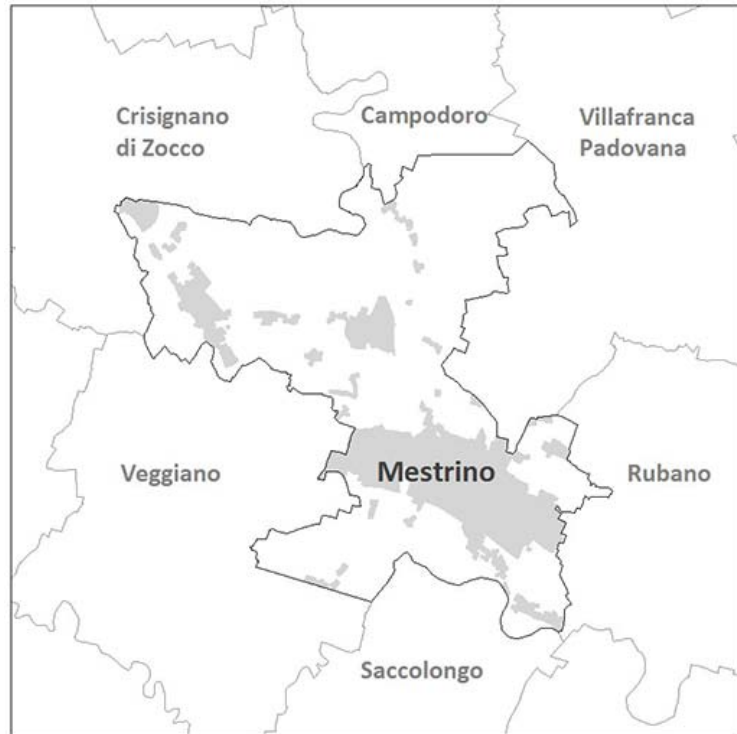 Crisignano
di Zocco
Campodoro
Villafranca
Padovana
Veggiano
Mestrino
Rubano
Saccolongo